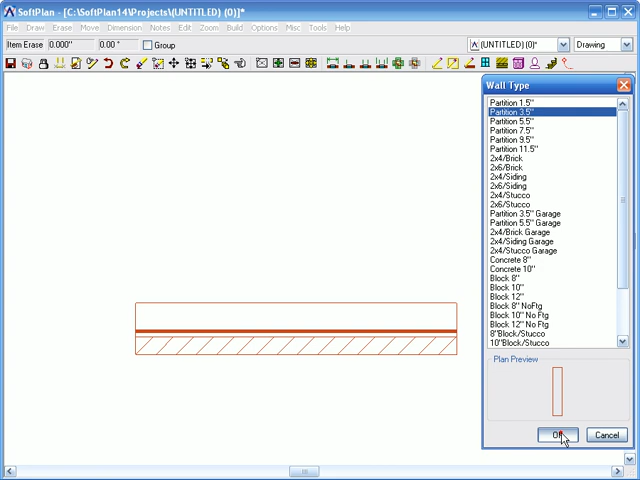 SoftPlan - [C:\SoftPlan14\Projects\(UNTITLED) (0)]*
File Draw Erase Move Dimension Notes Edit Zoom Build Options Misc Tools Help
Item Erase 0.000" 0.00 ° Group (UNTITLED) (0)* Drawing
Wall Type
Partition 1.5"
Partition 3.5"
Partition 5.5"
Partition 7.5"
Partition 9.5"
Partition 11.5"
2x4/Brick
2x6/Brick
2x4/Siding
2x6/Siding
2x4/Stucco
2x6/Stucco
Partition 3.5" Garage
Partition 5.5" Garage
2x4/Brick Garage
2x4/Siding Garage
2x4/Stucco Garage
Concrete 8"
Concrete 10"
Block 8"
Block 10"
Block 12"
Block 8" NoFtg
Block 10" No Ftg
Block 12" No Ftg
8"Block/Stucco
10"Block/Stucco
Plan Preview
OK Cancel